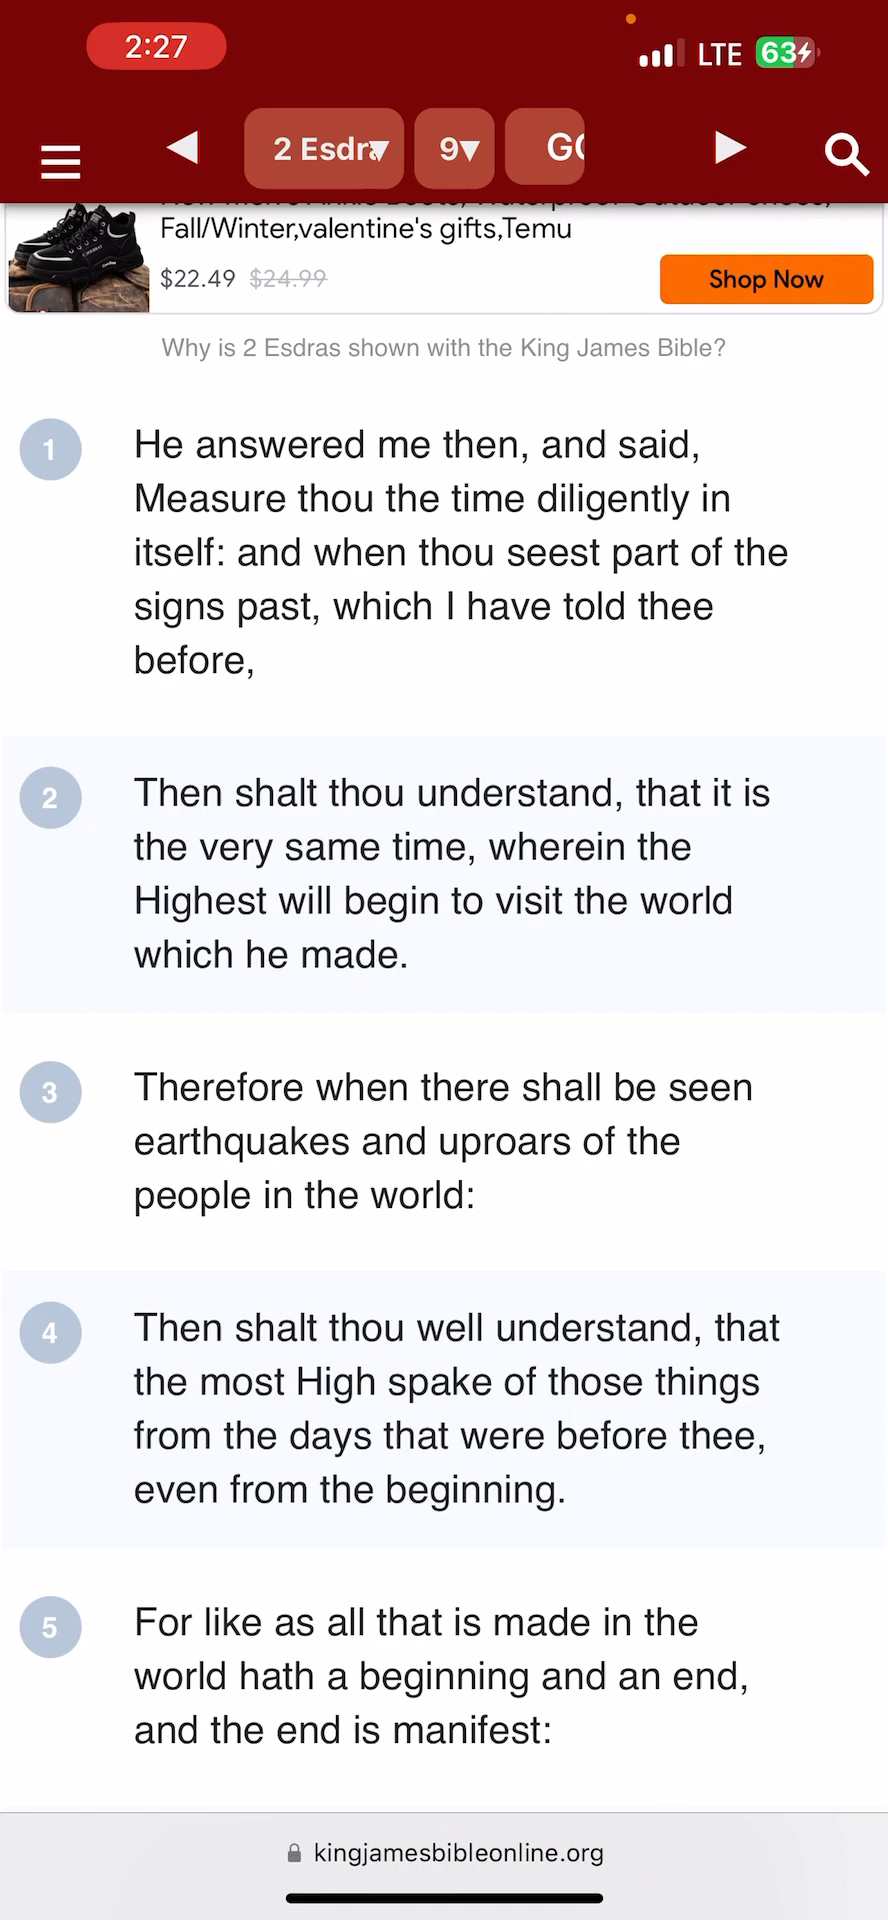 2:27
LTE 63
2 Esdra 9 GO
Fall/Winter,valentine's gifts,Temu
$22.49 $24.99
Shop Now
Why is 2 Esdras shown with the King James Bible?
1
He answered me then, and said,
Measure thou the time diligently in
itself: and when thou seest part of the
signs past, which I have told thee
before,
2
Then shalt thou understand, that it is
the very same time, wherein the
Highest will begin to visit the world
which he made.
3
Therefore when there shall be seen
earthquakes and uproars of the
people in the world:
4
Then shalt thou well understand, that
the most High spake of those things
from the days that were before thee,
even from the beginning.
5
For like as all that is made in the
world hath a beginning and an end,
and the end is manifest:
kingjamesbibleonline.org